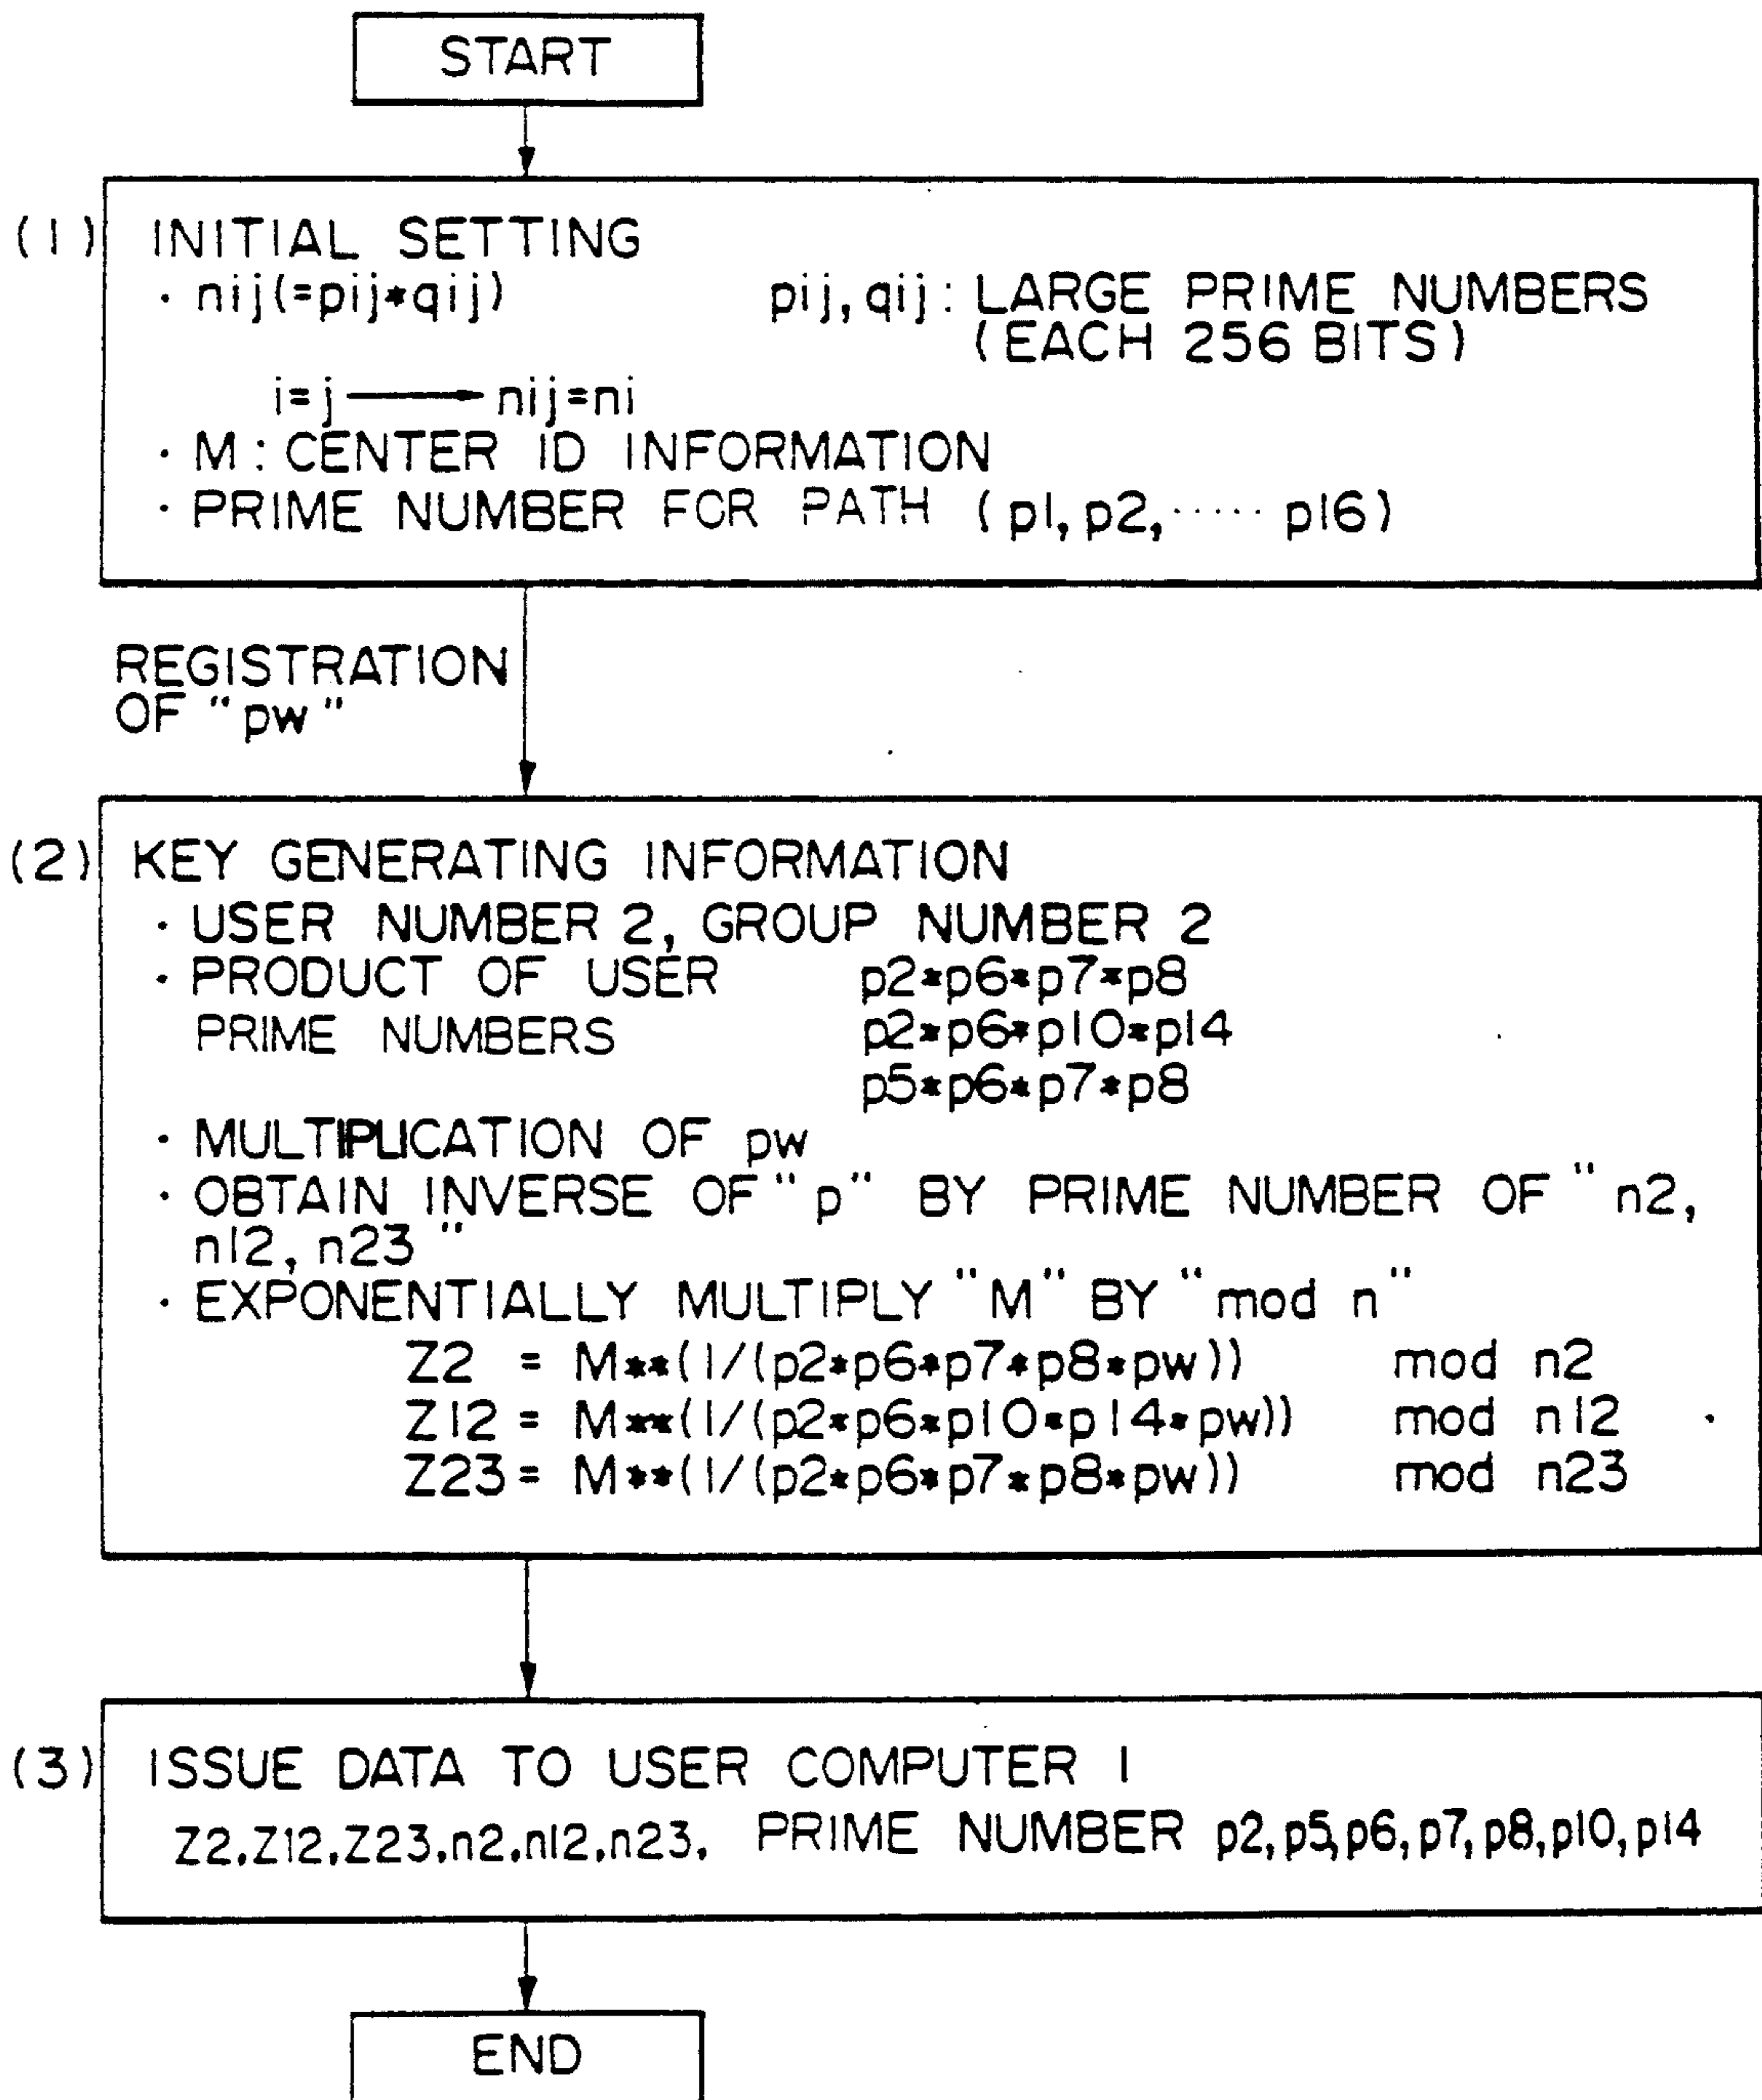 START
(1) INITIAL SETTING
· nij(=pij*qij) pij, qij: LARGE PRIME NUMBERS
(EACH 256 BITS)
i=j → nij=ni
· M: CENTER ID INFORMATION
· PRIME NUMBER FOR PATH (p1, p2, ····· p16)
REGISTRATION
OF "pw"
(2) KEY GENERATING INFORMATION
· USER NUMBER 2, GROUP NUMBER 2
· PRODUCT OF USER p2*p6*p7*p8
PRIME NUMBERS p2*p6*p10*p14
p5*p6*p7*p8
· MULTIPLICATION OF pw
· OBTAIN INVERSE OF "p" BY PRIME NUMBER OF "n2,
n12, n23"
· EXPONENTIALLY MULTIPLY "M" BY "mod n"
Z2 = M**(1/(p2*p6*p7*p8*pw)) mod n2
Z12 = M**(1/(p2*p6*p10*p14*pw)) mod n12
Z23 = M**(1/(p2*p6*p7*p8*pw)) mod n23
(3) ISSUE DATA TO USER COMPUTER 1
Z2, Z12, Z23, n2, n12, n23, PRIME NUMBER p2, p5, p6, p7, p8, p10, p14
END